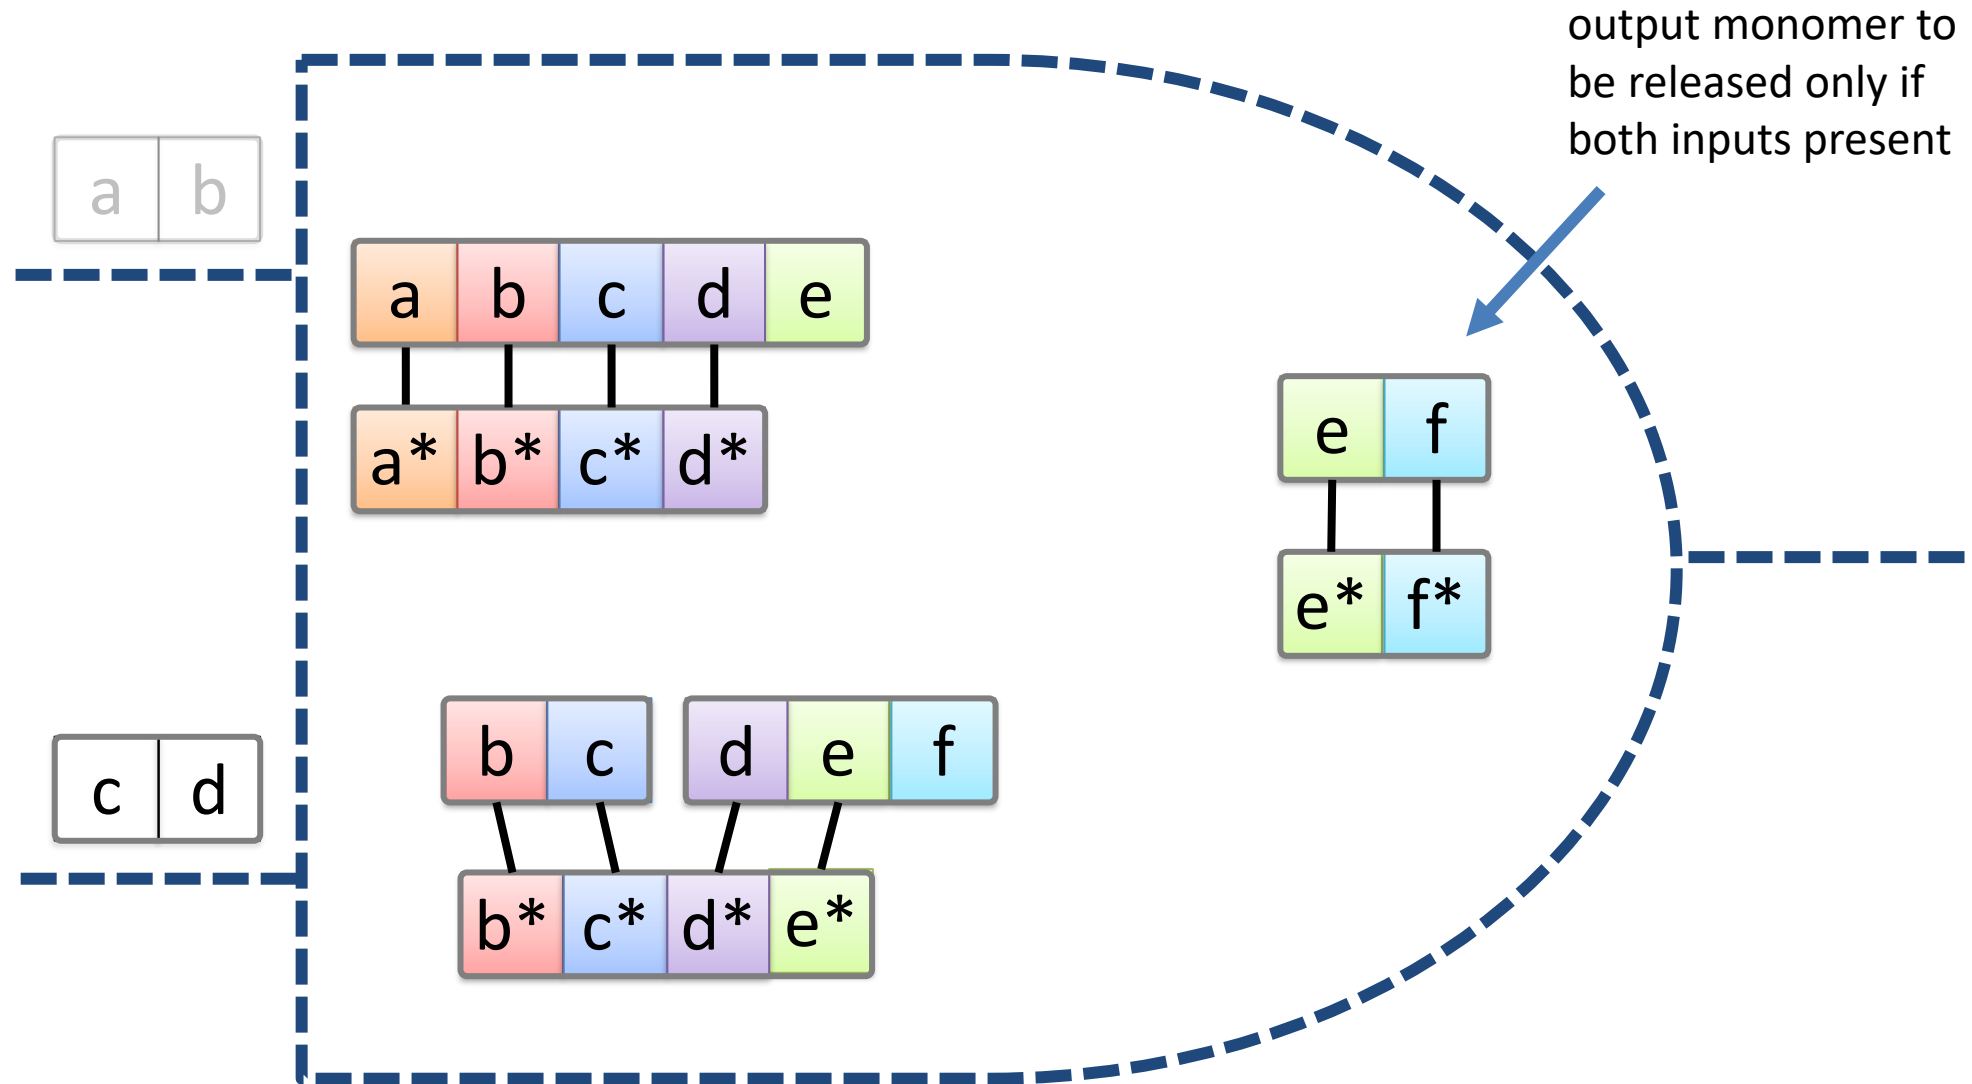 output monomer to
be released only if
both inputs present
a b
a b c d e
a* b* c* d*
e f
e* f*
b c d e f
c d
b* c* d* e*